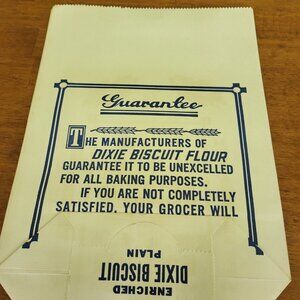 Guarantee
THE MANUFACTURERS OF
DIXIE BISCUIT FLOUR
GUARANTEE IT TO BE UNEXCELLED
FOR ALL BAKING PURPOSES.
IF YOU ARE NOT COMPLETELY
SATISFIED, YOUR GROCER WILL
ENRICHED
DIXIE BISCUIT
PLAIN